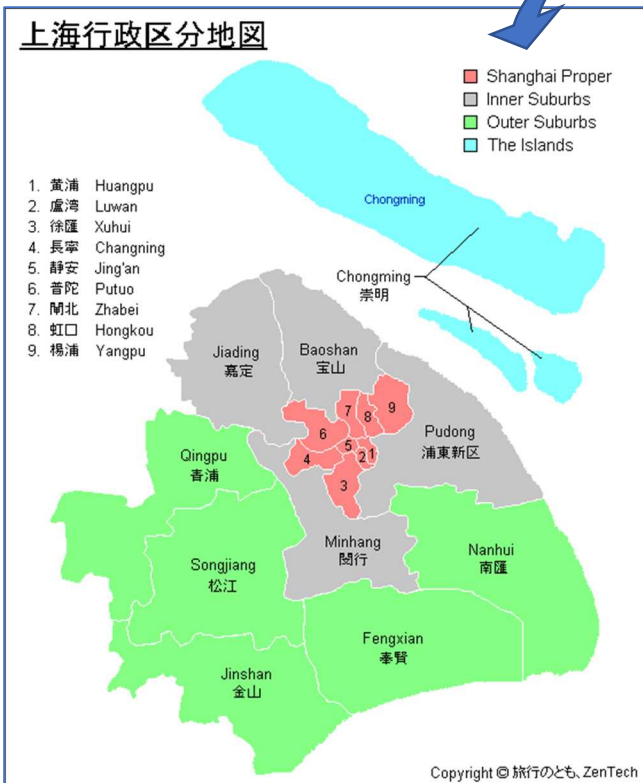 上海行政区分地図
Shanghai Proper
Inner Suburbs
Outer Suburbs
The Islands
1. 黄浦 Huangpu
2. 盧湾 Luwan
3. 徐匯 Xuhui
4. 長寧 Changning
5. 静安 Jing'an
6. 普陀 Putuo
7. 閘北 Zhabei
8. 虹口 Hongkou
9. 楊浦 Yangpu
Chongming
Chongming
崇明
Jiading
嘉定
Baoshan
宝山
7
8
9
6
5
4
2
1
3
Pudong
浦東新区
Qingpu
青浦
Minhang
閔行
Songjiang
松江
Nanhui
南匯
Fengxian
奉賢
Jinshan
金山
Copyright © 旅行のとも、ZenTech